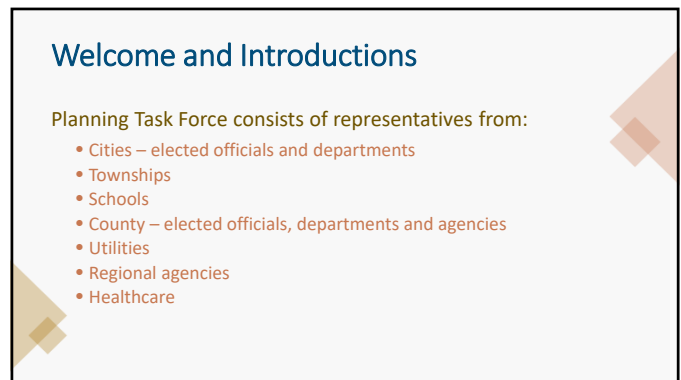 Welcome and Introductions
Planning Task Force consists of representatives from:
• Cities – elected officials and departments
• Townships
• Schools
• County – elected officials, departments and agencies
• Utilities
• Regional agencies
• Healthcare